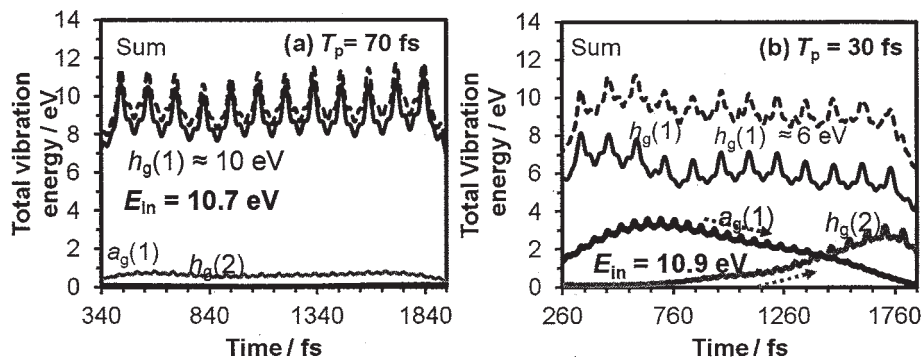 Total vibration
energy / eV
14
12
10
8
6
4
2
0
Sum
(a) Tp= 70 fs
hg(1) ≈ 10 eV
Ein = 10.7 eV
ag(1)
hg(2)
340
840
1340
1840
Time / fs
Total vibration
energy / eV
14
12
10
8
6
4
2
0
Sum
(b) Tp = 30 fs
hg(1)
hg(1) ≈ 6 eV
ag(1)
hg(2)
Ein = 10.9 eV
260
760
1260
1760
Time / fs